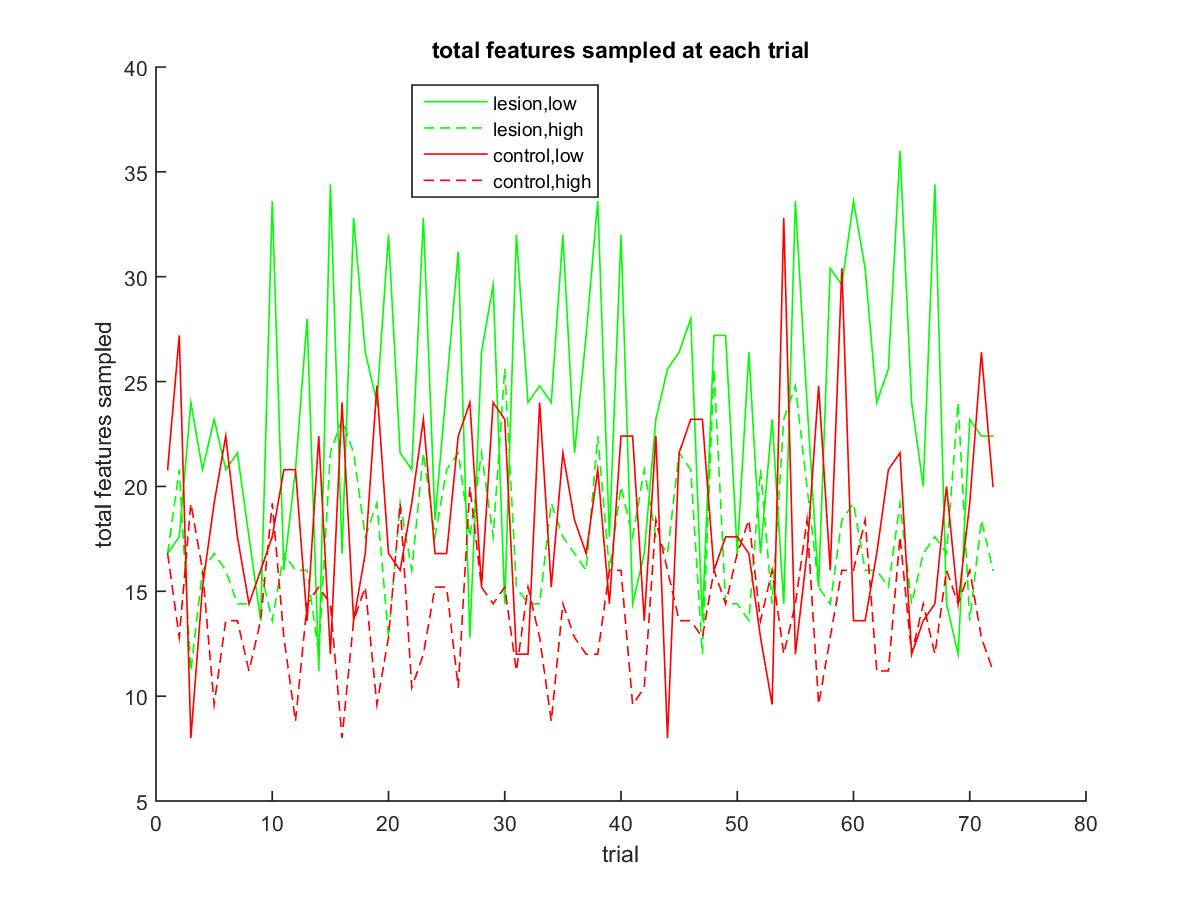 total features sampled at each trial
40
35
30
25
20
15
10
5
total features sampled
lesion,low
lesion,high
control,low
control,high
0 10 20 30 40 50 60 70 80
trial